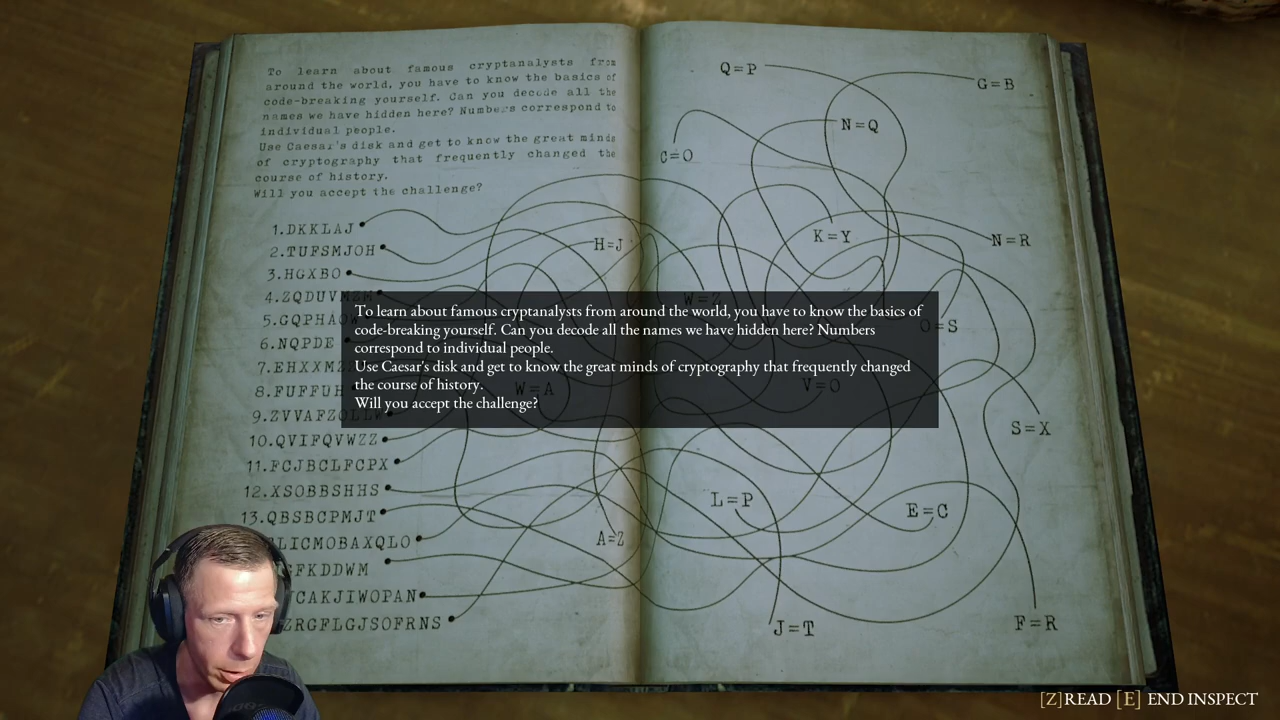 To learn about famous cryptanalysts from
around the world, you have to know the basics of
code-breaking yourself. Can you decode all the
names we have hidden here? Numbers correspond to
individual people.
Use Caesar's disk and get to know the great minds
of cryptography that frequently changed the
course of history.
Will you accept the challenge?
1.DKKLAJ
2.TUFSMJOH
3.HGXBO
4.ZQDUV
5.GQPHA
6.NQPDE
7.EHXXM
8.FUFFUH
9.ZVVAFZ
10.QVIFQVWZZ
11.FCJBCLFCPX
12.XSOBBSHHS
13.QBSBCPMJT
LICMOBAXQLO
FKDDWM
CAKJIWOPAN
ZRGFLGJSOFRNS
Q=P
G=B
N=Q
C=O
K=Y
N=R
H=J
W=Z
O=S
W=A
V=O
S=X
L=P
E=C
A=Z
J=T
F=R
To learn about famous cryptanalysts from around the world, you have to know the basics of
code-breaking yourself. Can you decode all the names we have hidden here? Numbers
correspond to individual people.
Use Caesar's disk and get to know the great minds of cryptography that frequently changed
the course of history.
Will you accept the challenge?
[Z]READ [E] END INSPECT